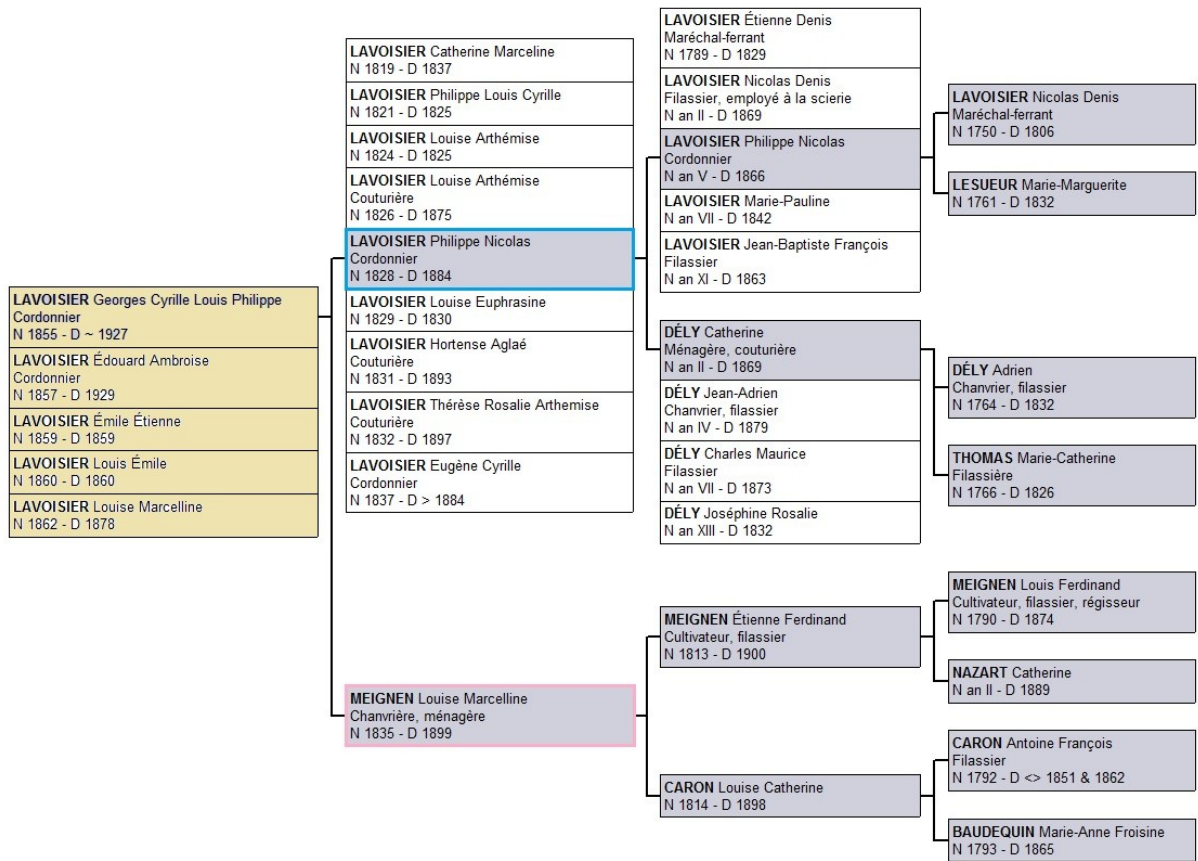 LAVOISIER Georges Cyrille Louis Philippe
Cordonnier
N 1855 - D ~ 1927
LAVOISIER Édouard Ambroise
Cordonnier
N 1857 - D 1929
LAVOISIER Émile Étienne
N 1859 - D 1859
LAVOISIER Louis Émile
N 1860 - D 1860
LAVOISIER Louise Marcelline
N 1862 - D 1878
LAVOISIER Catherine Marceline
N 1819 - D 1837
LAVOISIER Philippe Louis Cyrille
N 1821 - D 1825
LAVOISIER Louise Arthémise
N 1824 - D 1825
LAVOISIER Louise Arthémise
Couturière
N 1826 - D 1875
LAVOISIER Philippe Nicolas
Cordonnier
N 1828 - D 1884
LAVOISIER Louise Euphrasine
N 1829 - D 1830
LAVOISIER Hortense Aglaé
Couturière
N 1831 - D 1893
LAVOISIER Thérèse Rosalie Arthemise
Couturière
N 1832 - D 1897
LAVOISIER Eugène Cyrille
Cordonnier
N 1837 - D > 1884
MEIGNEN Louise Marcelline
Chanvrière, ménagère
N 1835 - D 1899
LAVOISIER Étienne Denis
Maréchal-ferrant
N 1789 - D 1829
LAVOISIER Nicolas Denis
Filassier, employé à la scierie
N an II - D 1869
LAVOISIER Philippe Nicolas
Cordonnier
N an V - D 1866
LAVOISIER Marie-Pauline
N an VII - D 1842
LAVOISIER Jean-Baptiste François
Filassier
N an XI - D 1863
DÉLY Catherine
Ménagère, couturière
N an II - D 1869
DÉLY Jean-Adrien
Chanvrier, filassier
N an IV - D 1879
DÉLY Charles Maurice
Filassier
N an VII - D 1873
DÉLY Joséphine Rosalie
N an XIII - D 1832
MEIGNEN Étienne Ferdinand
Cultivateur, filassier
N 1813 - D 1900
CARON Louise Catherine
N 1814 - D 1898
LAVOISIER Nicolas Denis
Maréchal-ferrant
N 1750 - D 1806
LESUEUR Marie-Marguerite
N 1761 - D 1832
DÉLY Adrien
Chanvrier, filassier
N 1764 - D 1832
THOMAS Marie-Catherine
Filassière
N 1766 - D 1826
MEIGNEN Louis Ferdinand
Cultivateur, filassier, régisseur
N 1790 - D 1874
NAZART Catherine
N an II - D 1889
CARON Antoine François
Filassier
N 1792 - D <> 1851 & 1862
BAUDEQUIN Marie-Anne Froisine
N 1793 - D 1865